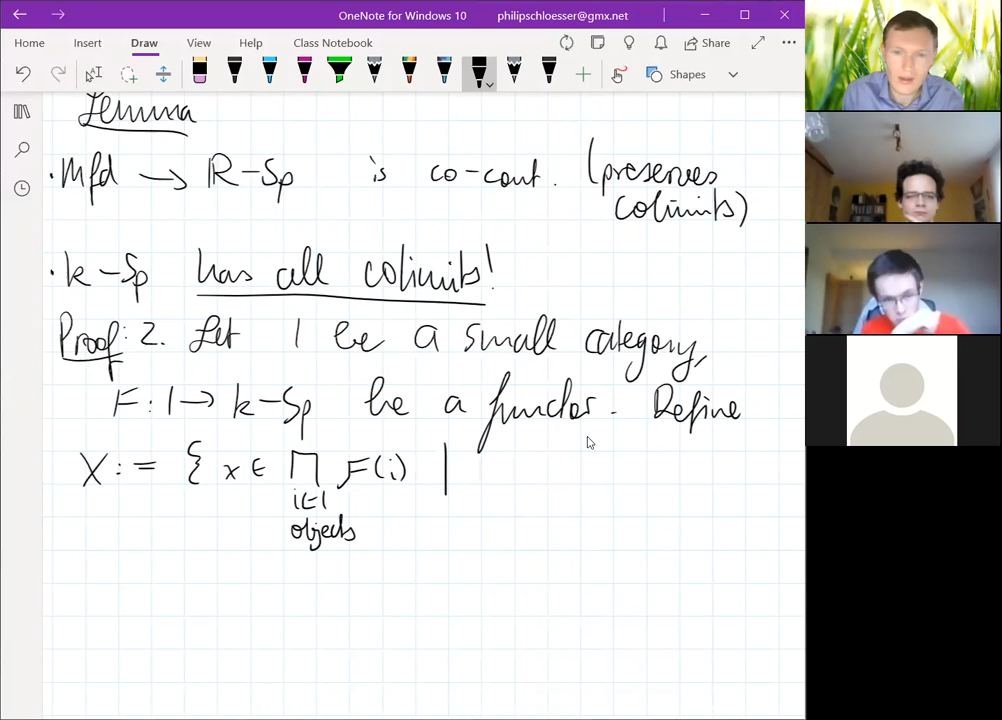 OneNote for Windows 10
philipschloesser@gmx.net
Home Insert Draw View Help Class Notebook
Share
Shapes
Lemma
· Mfd → ℝ-Sp is co-cont. (preserves
colimits)
· k-Sp has all colimits!
Proof: 2. Let I be a small category,
F: I → k-Sp be a functor. Define
X := { x ∈ ∏ F(i) |
i∈I
objects